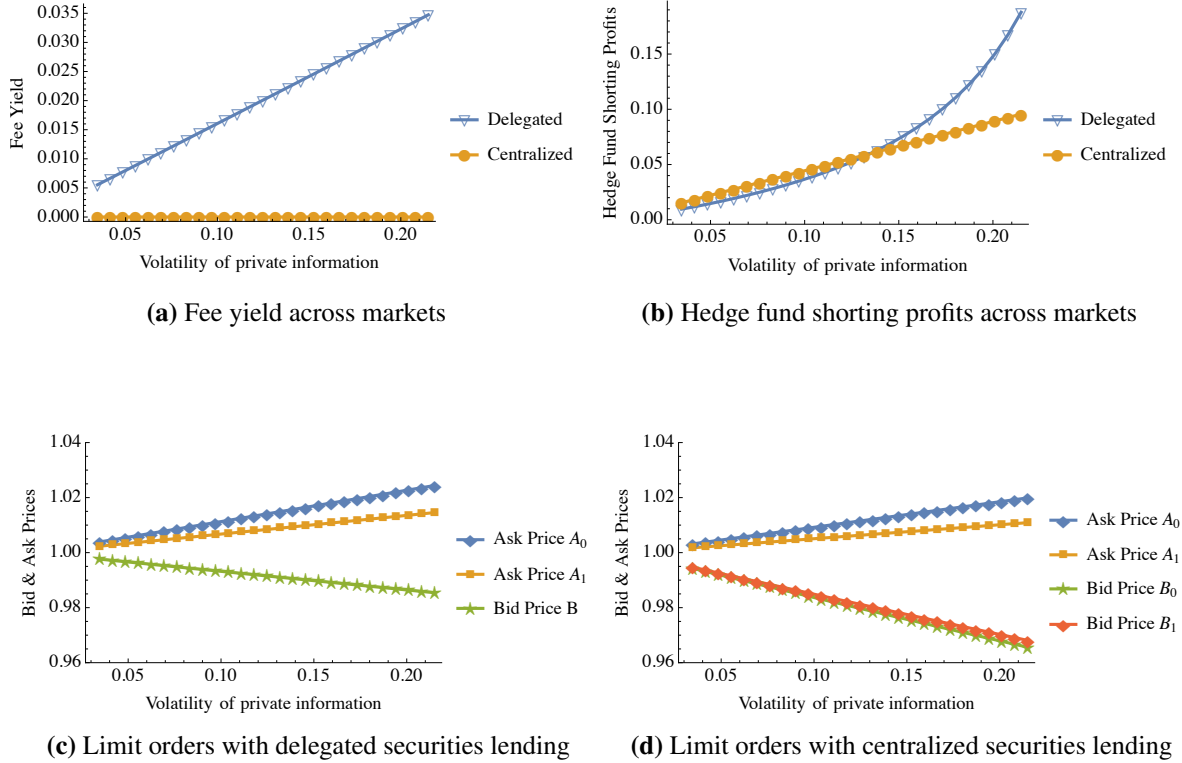 0.035
0.030
0.025
0.020
0.015
0.010
0.005
0.000
Fee Yield
0.05 0.10 0.15 0.20
Volatility of private information
Delegated
Centralized
(a) Fee yield across markets
0.15
0.10
0.05
0.00
Hedge Fund Shorting Profits
0.05 0.10 0.15 0.20
Volatility of private information
Delegated
Centralized
(b) Hedge fund shorting profits across markets
1.04
1.02
1.00
0.98
0.96
Bid & Ask Prices
0.05 0.10 0.15 0.20
Volatility of private information
Ask Price A0
Ask Price A1
Bid Price B
(c) Limit orders with delegated securities lending
1.04
1.02
1.00
0.98
0.96
Bid & Ask Prices
0.05 0.10 0.15 0.20
Volatility of private information
Ask Price A0
Ask Price A1
Bid Price B0
Bid Price B1
(d) Limit orders with centralized securities lending